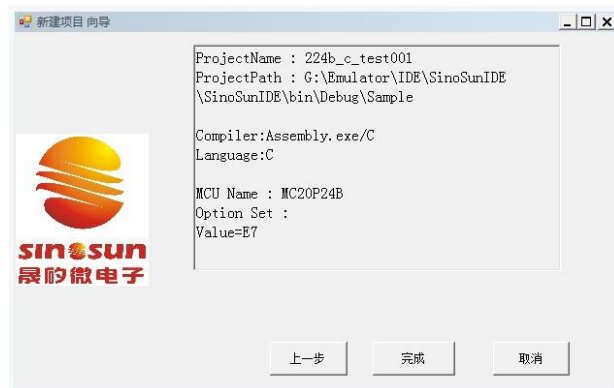 新建项目 向导
ProjectName : 224b_c_test001
ProjectPath : G:\Emulator\IDE\SinoSunIDE
\SinoSunIDE\bin\Debug\Sample
Compiler:Assembly.exe/C
Language:C
MCU Name : MC20P24B
Option Set :
Value=E7
sinosun
晟矽微电子
上一步
完成
取消